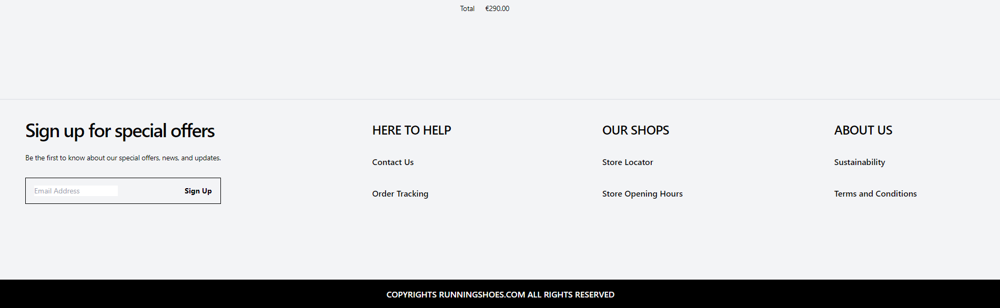 Total €290.00
Sign up for special offers
Be the first to know about our special offers, news, and updates.
Email Address Sign Up
HERE TO HELP
Contact Us
Order Tracking
OUR SHOPS
Store Locator
Store Opening Hours
ABOUT US
Sustainability
Terms and Conditions
COPYRIGHTS RUNNINGSHOES.COM ALL RIGHTS RESERVED